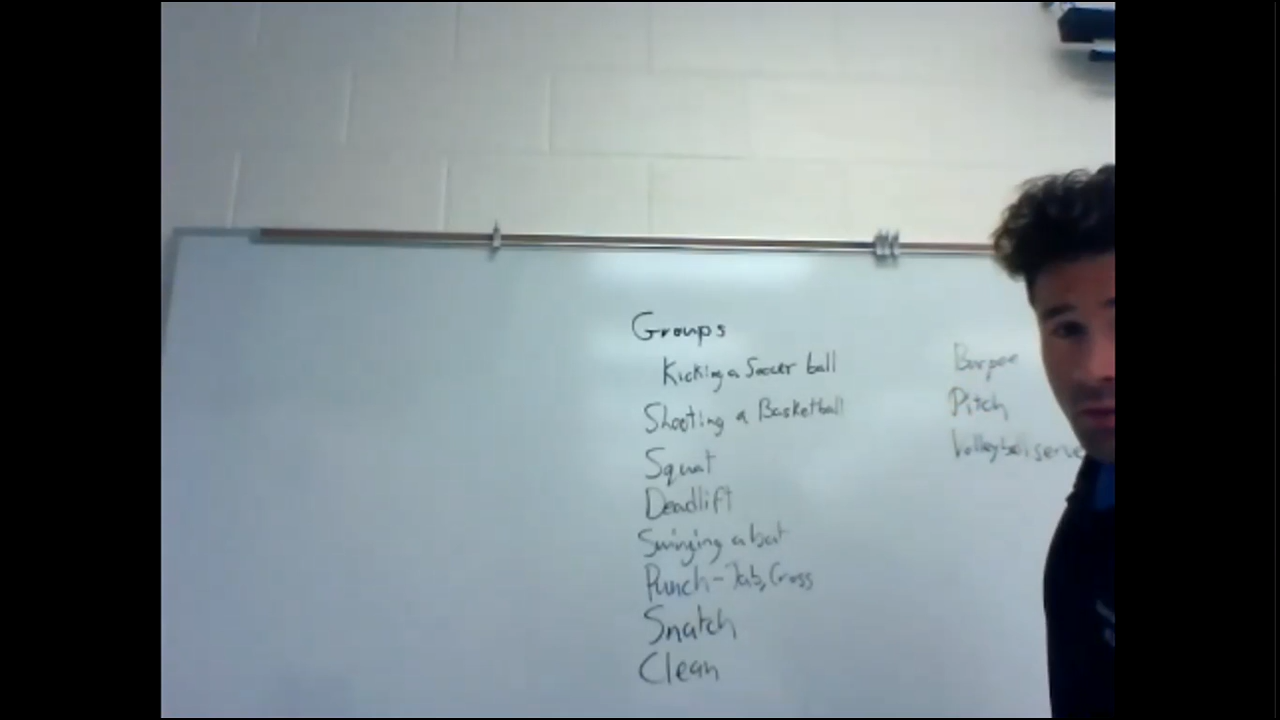 Groups
Kicking a Soccer ball
Shooting a Basketball
Squat
Deadlift
Swinging a bat
Punch-Jab, Cross
Snatch
Clean
Burpee
Pitch
Volleyball serve